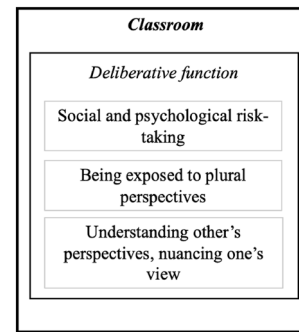 Classroom
Deliberative function
Social and psychological risk-
taking
Being exposed to plural
perspectives
Understanding other's
perspectives, nuancing one's
view